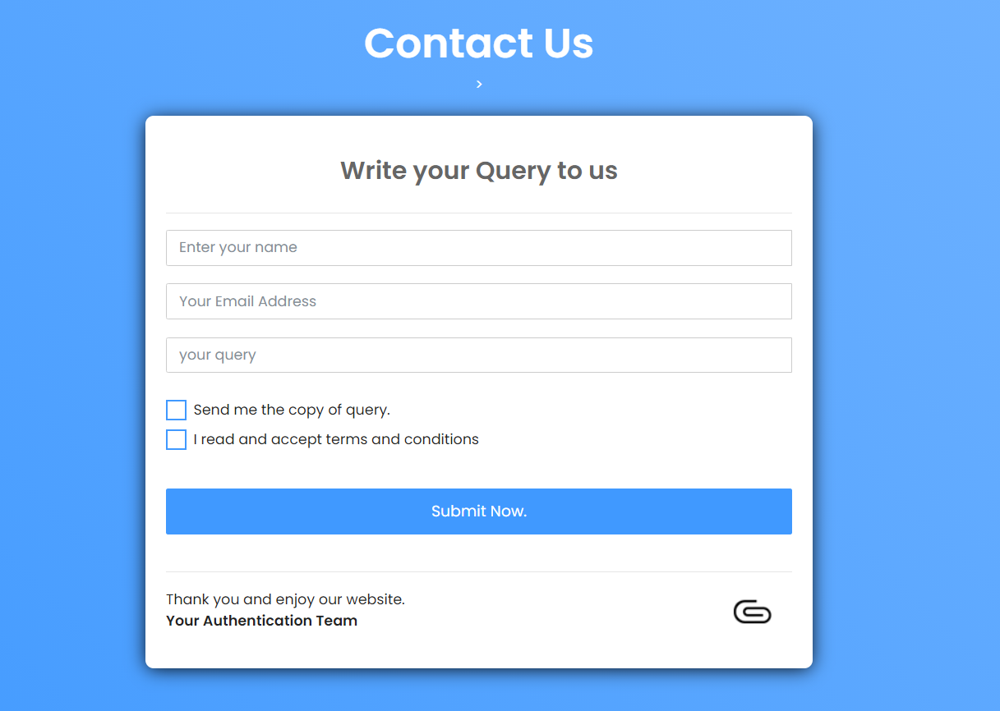 Contact Us
>
Write your Query to us
Enter your name
Your Email Address
your query
Send me the copy of query.
I read and accept terms and conditions
Submit Now.
Thank you and enjoy our website.
Your Authentication Team